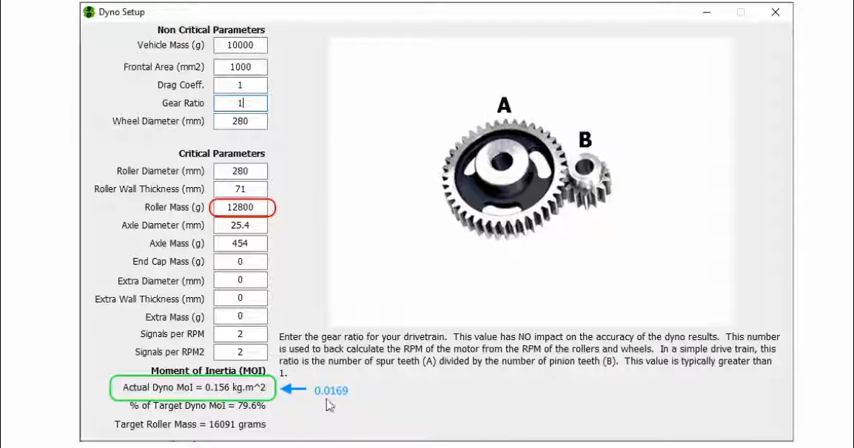 Dyno Setup
Non Critical Parameters
Vehicle Mass (g) 10000
Frontal Area (mm2) 1000
Drag Coeff. 1
Gear Ratio 1
Wheel Diameter (mm) 280
Critical Parameters
Roller Diameter (mm) 280
Roller Wall Thickness (mm) 71
Roller Mass (g) 12800
Axle Diameter (mm) 25.4
Axle Mass (g) 454
End Cap Mass (g) 0
Extra Diameter (mm) 0
Extra Wall Thickness (mm) 0
Extra Mass (g) 0
Signals per RPM 2
Signals per RPM2 2
Moment of Inertia (MOI)
Actual Dyno MoI = 0.156 kg.m^2
% of Target Dyno MoI = 79.6%
Target Roller Mass = 16091 grams
A
B
Enter the gear ratio for your drivetrain. This value has NO impact on the accuracy of the dyno results. This number
is used to back calculate the RPM of the motor from the RPM of the rollers and wheels. In a simple drive train, this
ratio is the number of spur teeth (A) divided by the number of pinion teeth (B). This value is typically greater than
1.
0.0169